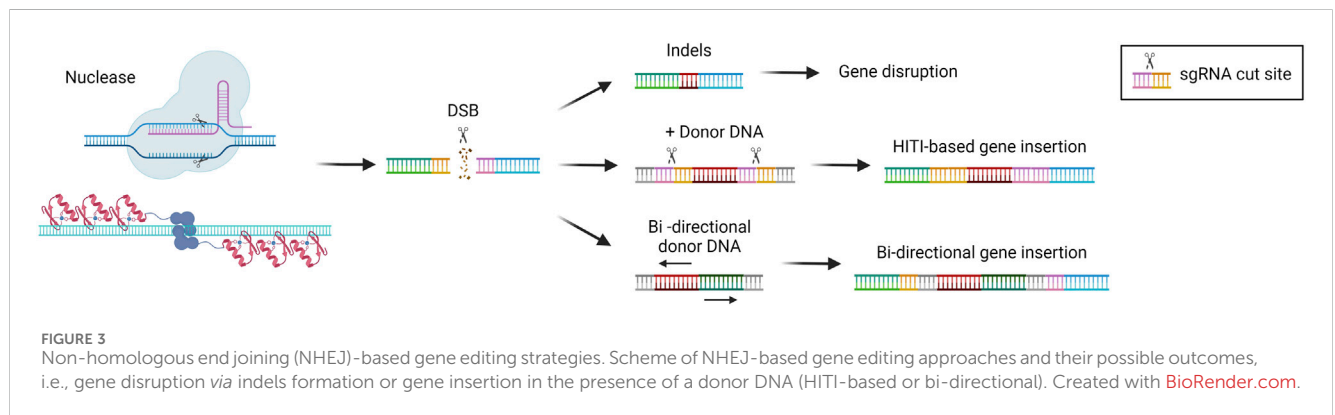 Nuclease
DSB
Indels
Gene disruption
sgRNA cut site
+ Donor DNA
HITI-based gene insertion
Bi -directional
donor DNA
Bi-directional gene insertion
FIGURE 3
Non-homologous end joining (NHEJ)-based gene editing strategies. Scheme of NHEJ-based gene editing approaches and their possible outcomes,
i.e., gene disruption via indels formation or gene insertion in the presence of a donor DNA (HITI-based or bi-directional). Created with BioRender.com.